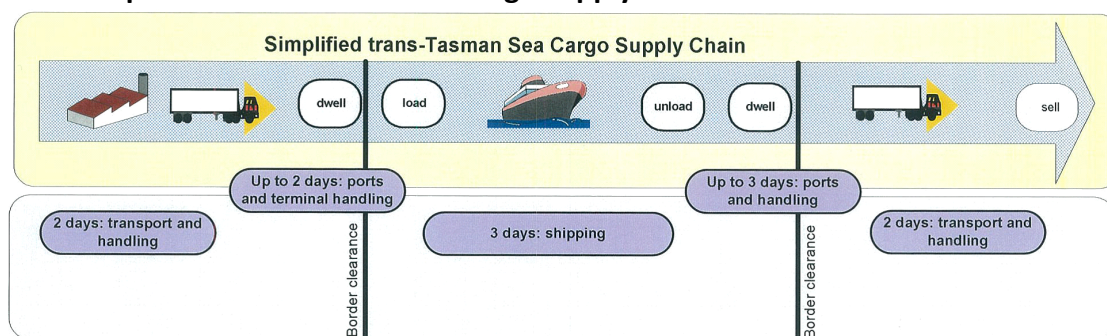 Simplified trans-Tasman Sea Cargo Supply Chain
dwell
load
unload
dwell
sell
Up to 2 days: ports
and terminal handling
Up to 3 days: ports
and handling
2 days: transport and
handling
3 days: shipping
2 days: transport and
handling
Border clearance
Border clearance